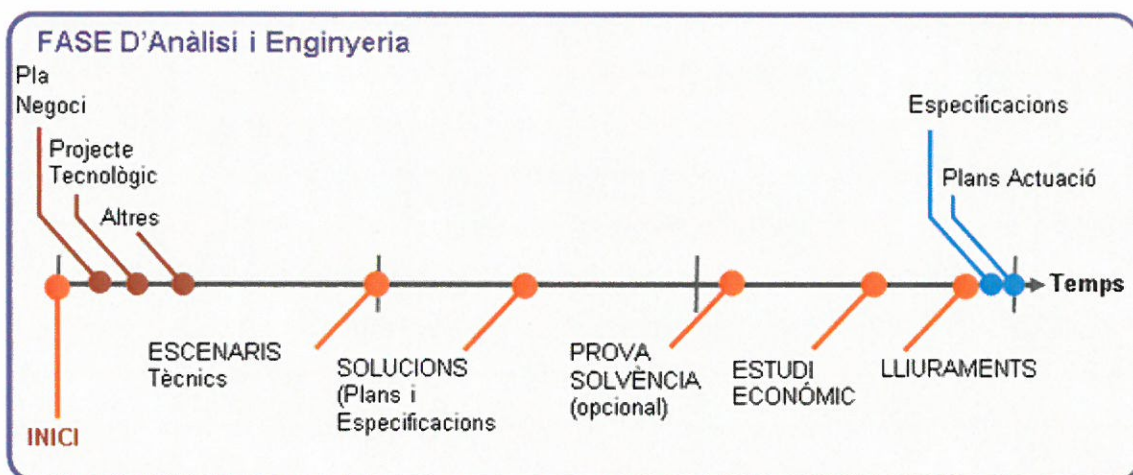 FASE D'Anàlisi i Enginyeria
Pla
Negoci
Projecte
Tecnològic
Altres
Especificacions
Plans Actuació
Temps
ESCENARIS
Tècnics
SOLUCIONS
(Plans i
Especificacions
PROVA
SOLVÈNCIA
(opcional)
ESTUDI
ECONÓMIC
LLIURAMENTS
INICI